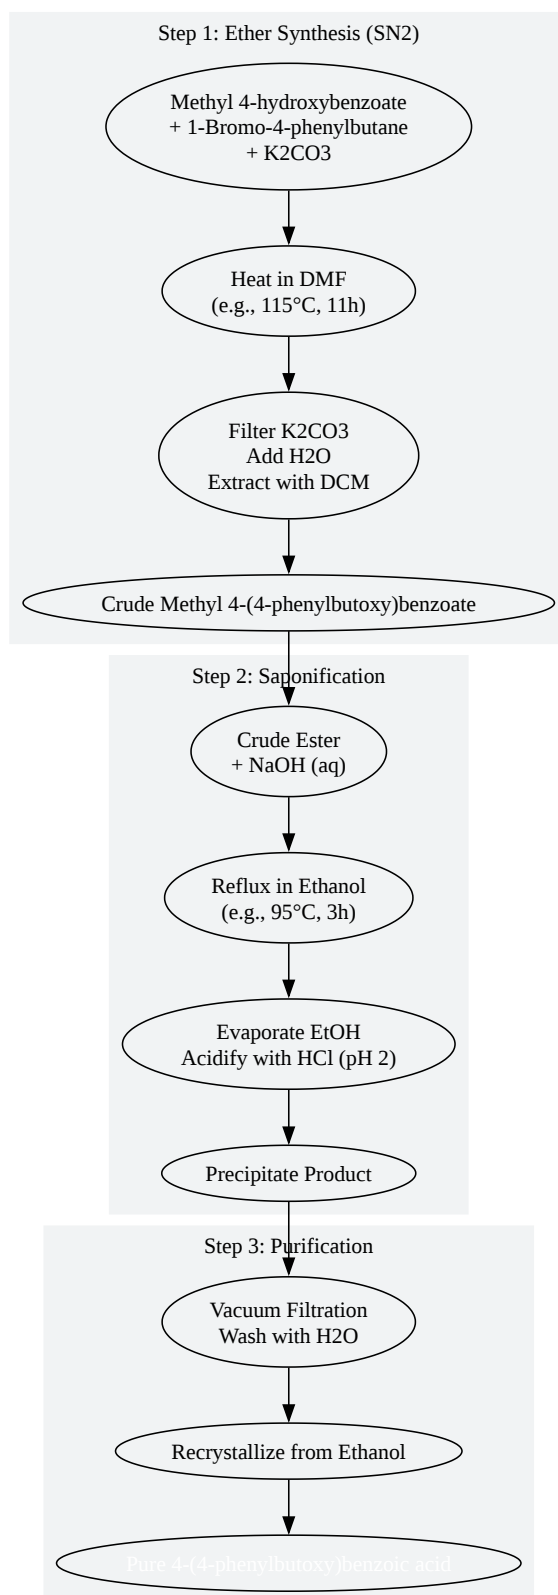 Step 1: Ether Synthesis (SN2)
Methyl 4-hydroxybenzoate
+ 1-Bromo-4-phenylbutane
+ K2CO3
Heat in DMF
(e.g., 115°C, 11h)
Filter K2CO3
Add H2O
Extract with DCM
Crude Methyl 4-(4-phenylbutoxy)benzoate
Step 2: Saponification
Crude Ester
+ NaOH (aq)
Reflux in Ethanol
(e.g., 95°C, 3h)
Evaporate EtOH
Acidify with HCl (pH 2)
Precipitate Product
Step 3: Purification
Vacuum Filtration
Wash with H2O
Recrystallize from Ethanol
Pure 4-(4-phenylbutoxy)benzoic acid